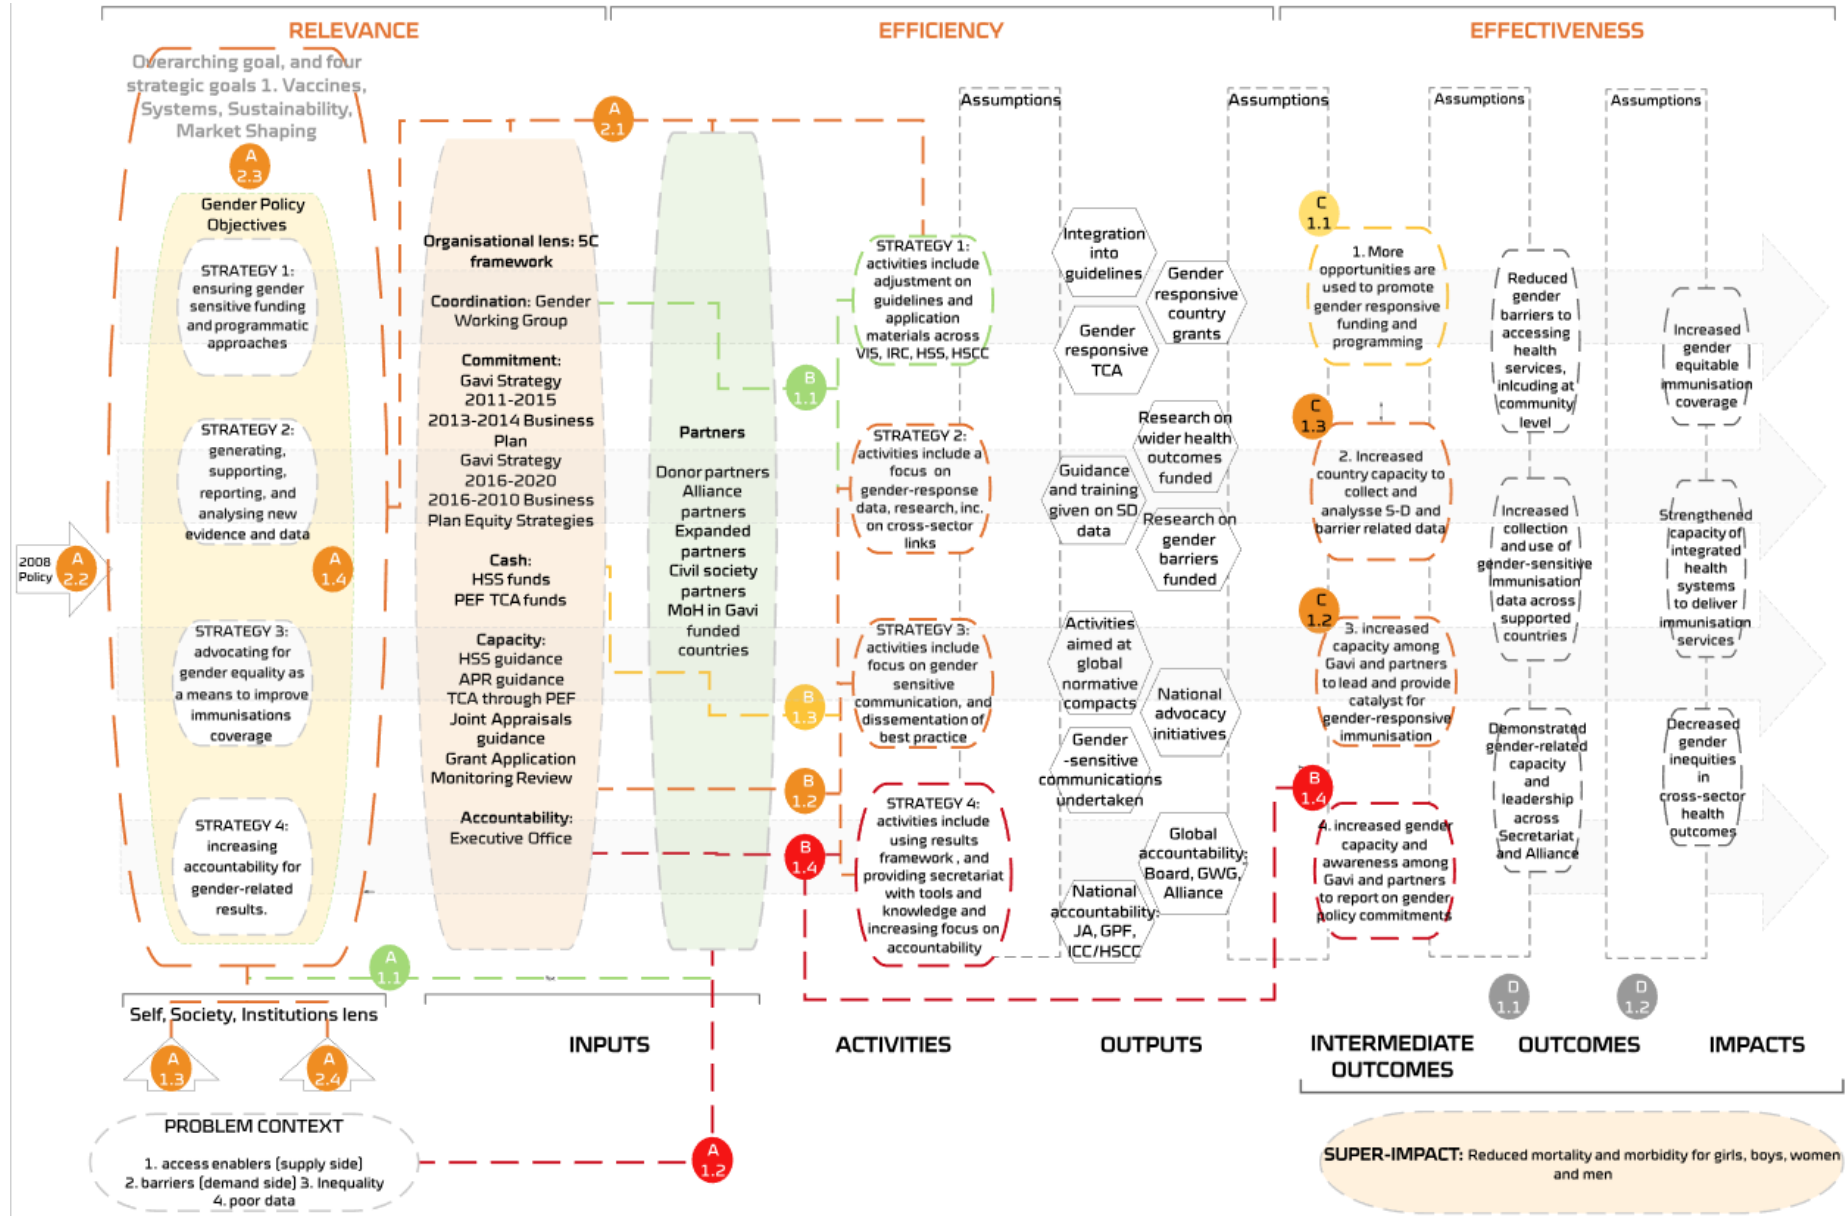 RELEVANCE
EFFICIENCY
EFFECTIVENESS
Overarching goal, and four
strategic goals 1. Vaccines,
Systems, Sustainability,
Market Shaping
A
2.3
Gender Policy
Objectives
STRATEGY 1:
ensuring gender
sensitive funding
and programmatic
approaches
STRATEGY 2:
generating,
supporting,
reporting, and
analysing new
evidence and data
A
1.4
2008
Policy
A
2.2
STRATEGY 3:
advocating for
gender equality as
a means to improve
immunisations
coverage
STRATEGY 4:
increasing
accountability for
gender-related
results.
A
1.1
Self, Society, Institutions lens
A
1.3
A
2.4
PROBLEM CONTEXT
1. access enablers (supply side)
2. barriers (demand side) 3. Inequality
4. poor data
A
1.2
A
2.1
Organisational lens: 5C
framework
Coordination: Gender
Working Group
Commitment:
Gavi Strategy
2011-2015
2013-2014 Business
Plan
Gavi Strategy
2016-2020
2016-2010 Business
Plan Equity Strategies
Cash:
HSS funds
PEF TCA funds
Capacity:
HSS guidance
APR guidance
TCA through PEF
Joint Appraisals
guidance
Grant Application
Monitoring Review
Accountability:
Executive Office
Partners
Donor partners
Alliance
partners
Expanded
partners
Civil society
partners
MoH in Gavi
funded
countries
INPUTS
B
1.1
B
1.3
B
1.2
B
1.4
STRATEGY 1:
activities include
adjustment on
guidelines and
application
materials across
VIS, IRC, HSS, HSCC
STRATEGY 2:
activities include a
focus on
gender-response
data, research, inc.
on cross-sector
links
STRATEGY 3:
activities include
focus on gender
sensitive
communication, and
dissementation of
best practice
STRATEGY 4:
activities include
using results
framework , and
providing secretariat
with tools and
knowledge and
increasing focus on
accountability
ACTIVITIES
Assumptions
Integration
into
guidelines
Gender
responsive
country
grants
Gender
responsive
TCA
Research on
wider health
outcomes
funded
Guidance
and training
given on SD
data
Research on
gender
barriers
funded
Activities
aimed at
global
normative
compacts
National
advocacy
initiatives
Gender
-sensitive
communications
undertaken
Global
accountability:
Board, GWG,
Alliance
National
accountability:
JA, GPF,
ICC/HSCC
OUTPUTS
Assumptions
C
1.1
1. More
opportunities are
used to promote
gender responsive
funding and
programming
C
1.3
2. Increased
country capacity to
collect and
analysse S-D and
barrier related data
C
1.2
3. increased
capacity among
Gavi and partners
to lead and provide
catalyst for
gender-responsive
immunisation
B
1.4
4. increased gender
capacity and
awareness among
Gavi and partners
to report on gender
policy commitments
INTERMEDIATE
OUTCOMES
Assumptions
Reduced
gender
barriers to
accessing
health
services,
inlcuding at
community
level
Increased
collection
and use of
gender-sensitive
immunisation
data across
supported
countries
Demonstrated
gender-related
capacity
and
leadership
across
Secretariat
and Alliance
D
1.1
OUTCOMES
Assumptions
Increased
gender
equitable
immunisation
coverage
Strengthened
capacity of
integrated
health
systems
to deliver
immunisation
services
Decreased
gender
inequities
in
cross-sector
health
outcomes
D
1.2
IMPACTS
SUPER-IMPACT: Reduced mortality and morbidity for girls, boys, women
and men